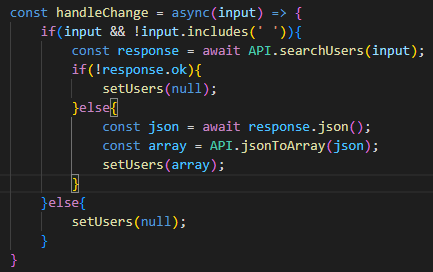 const handleChange = async(input) => {
    if(input && !input.includes(' ')){
        const response = await API.searchUsers(input);
        if(!response.ok){
            setUsers(null);
        }else{
            const json = await response.json();
            const array = API.jsonToArray(json);
            setUsers(array);
        }
    }else{
        setUsers(null);
    }
}